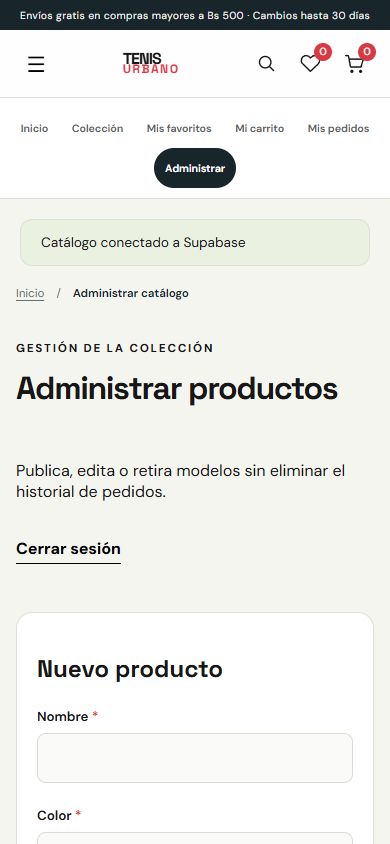 Envíos gratis en compras mayores a Bs 500 · Cambios hasta 30 días
TENIS
URBANO
0
0
Inicio
Colección
Mis favoritos
Mi carrito
Mis pedidos
Administrar
Catálogo conectado a Supabase
Inicio / Administrar catálogo
GESTIÓN DE LA COLECCIÓN
Administrar productos
Publica, edita o retira modelos sin eliminar el
historial de pedidos.
Cerrar sesión
Nuevo producto
Nombre *
Color *